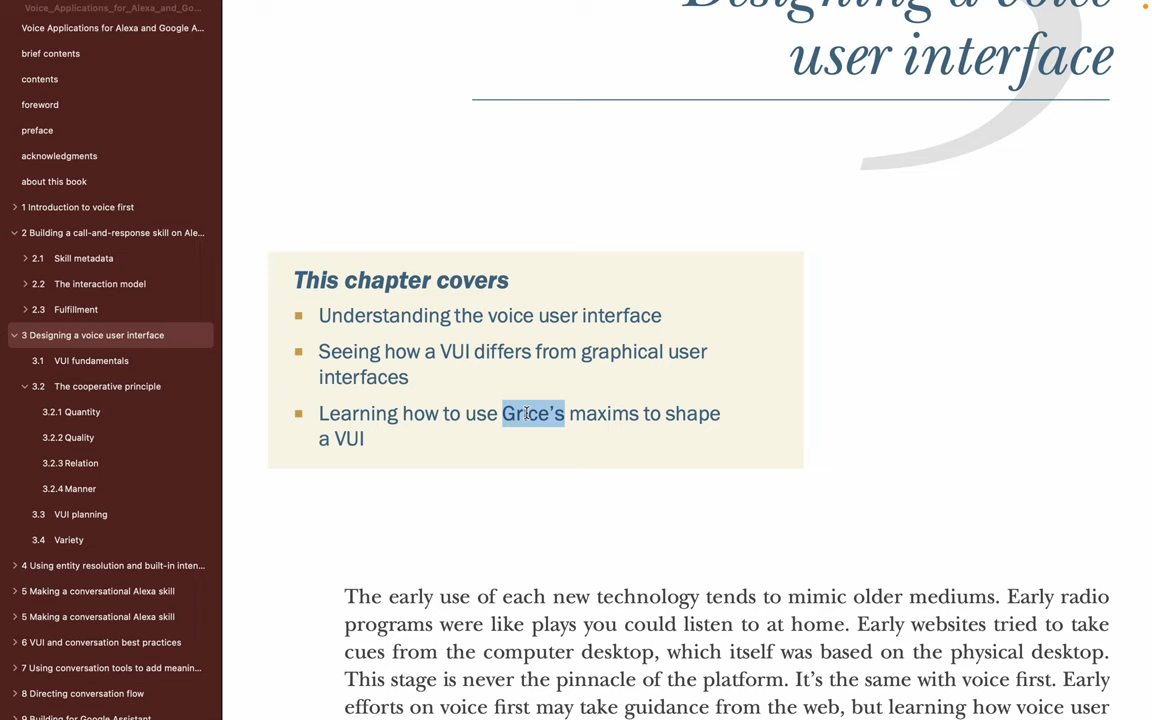 Voice_Applications_for_Alexa_and_Go...
Voice Applications for Alexa and Google A...
brief contents
contents
foreword
preface
acknowledgments
about this book
1 Introduction to voice first
2 Building a call-and-response skill on Ale...
2.1 Skill metadata
2.2 The interaction model
2.3 Fulfillment
3 Designing a voice user interface
3.1 VUI fundamentals
3.2 The cooperative principle
3.2.1 Quantity
3.2.2 Quality
3.2.3 Relation
3.2.4 Manner
3.3 VUI planning
3.4 Variety
4 Using entity resolution and built-in inten...
5 Making a conversational Alexa skill
5 Making a conversational Alexa skill
6 VUI and conversation best practices
7 Using conversation tools to add meanin...
8 Directing conversation flow
9 Building for Google Assistant
Designing a voice
user interface
This chapter covers
Understanding the voice user interface
Seeing how a VUI differs from graphical user
interfaces
Learning how to use Grice's maxims to shape
a VUI
The early use of each new technology tends to mimic older mediums. Early radio
programs were like plays you could listen to at home. Early websites tried to take
cues from the computer desktop, which itself was based on the physical desktop.
This stage is never the pinnacle of the platform. It's the same with voice first. Early
efforts on voice first may take guidance from the web, but learning how voice user